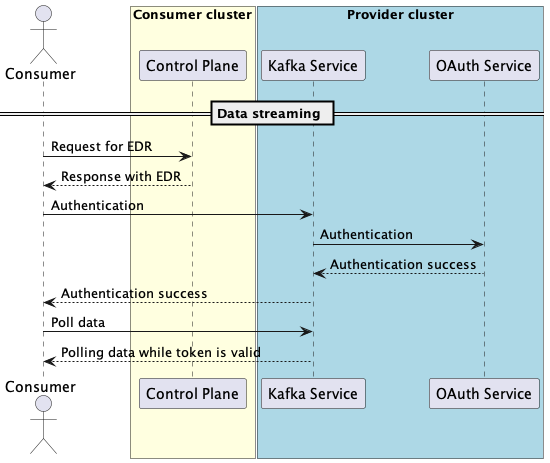 Consumer cluster
Provider cluster
Consumer
Control Plane
Kafka Service
OAuth Service
Data streaming
Request for EDR
Response with EDR
Authentication
Authentication
Authentication success
Authentication success
Poll data
Polling data while token is valid
Consumer
Control Plane
Kafka Service
OAuth Service